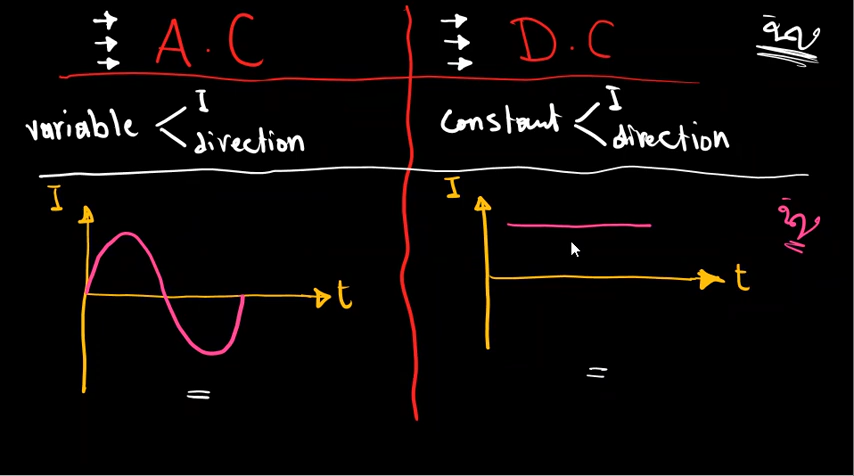 A.C
D.C
variable < I
direction
constant < I
direction
I
t
=
I
t
=